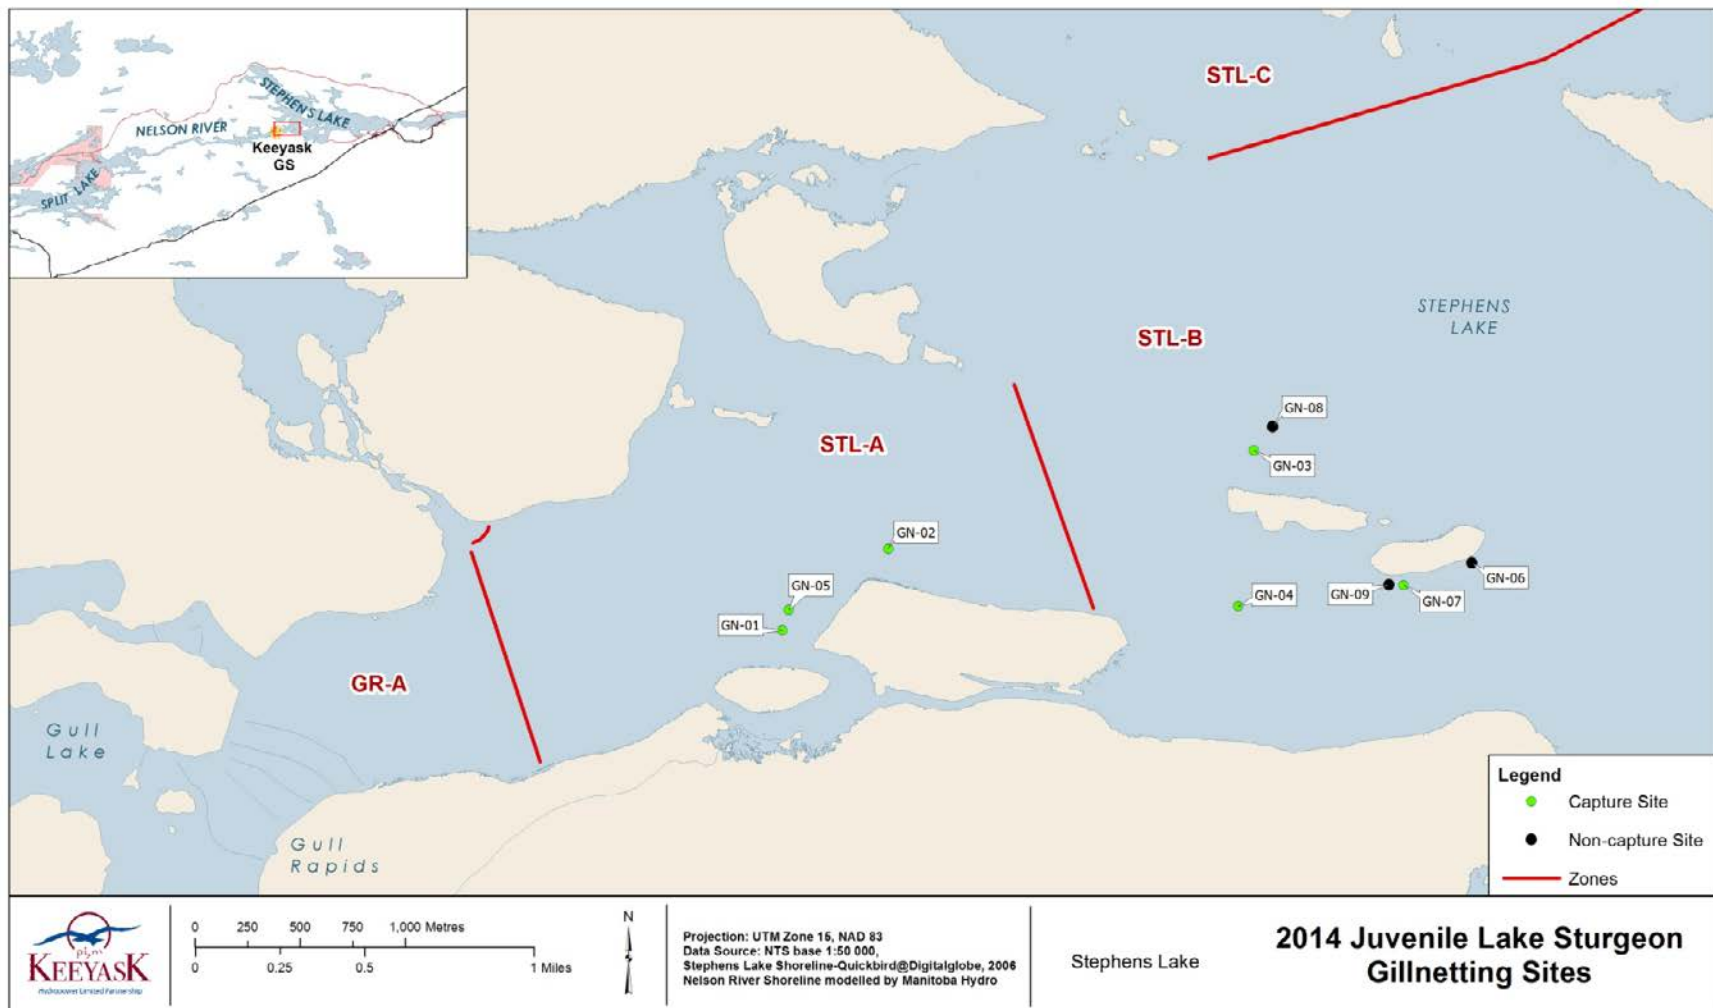 STEPHENS LAKE
NELSON RIVER
Keeyask
GS
SPLIT LAKE
STL-C
STEPHENS
LAKE
STL-B
GN-08
STL-A
GN-03
GN-02
GN-05
GN-06
GN-04
GN-09
GN-07
GN-01
GR-A
Gull
Lake
Gull
Rapids
Legend
Capture Site
Non-capture Site
Zones
KEEYASK
Hydropower Limited Partnership
0 250 500 750 1,000 Metres
0 0.25 0.5 1 Miles
N
Projection: UTM Zone 15, NAD 83
Data Source: NTS base 1:50 000,
Stephens Lake Shoreline-Quickbird@Digitalglobe, 2006
Nelson River Shoreline modelled by Manitoba Hydro
Stephens Lake
2014 Juvenile Lake Sturgeon
Gillnetting Sites